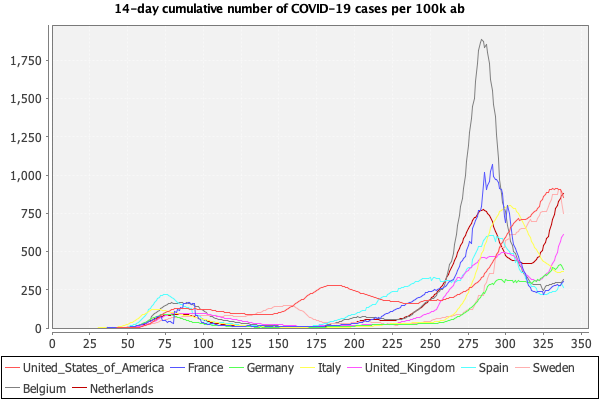 14-day cumulative number of COVID-19 cases per 100k ab
1,750
1,500
1,250
1,000
750
500
250
0
0 25 50 75 100 125 150 175 200 225 250 275 300 325 350
United_States_of_America France Germany Italy United_Kingdom Spain Sweden
Belgium Netherlands